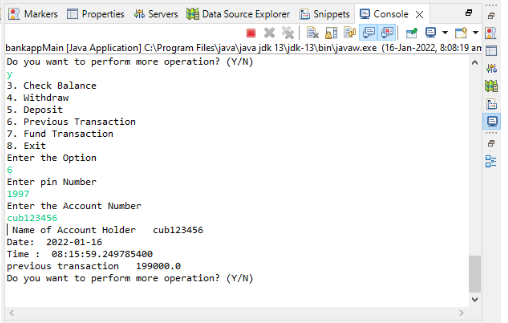 Markers Properties Servers Data Source Explorer Snippets Console
bankappMain [Java Application] C:\Program Files\java\java jdk 13\jdk-13\bin\javaw.exe (16-Jan-2022, 8:08:19 am
Do you want to perform more operation? (Y/N)
y
3. Check Balance
4. Withdraw
5. Deposit
6. Previous Transaction
7. Fund Transaction
8. Exit
Enter the Option
6
Enter pin Number
1997
Enter the Account Number
cub123456
Name of Account Holder cub123456
Date: 2022-01-16
Time : 08:15:59.249785400
previous transaction 199000.0
Do you want to perform more operation? (Y/N)